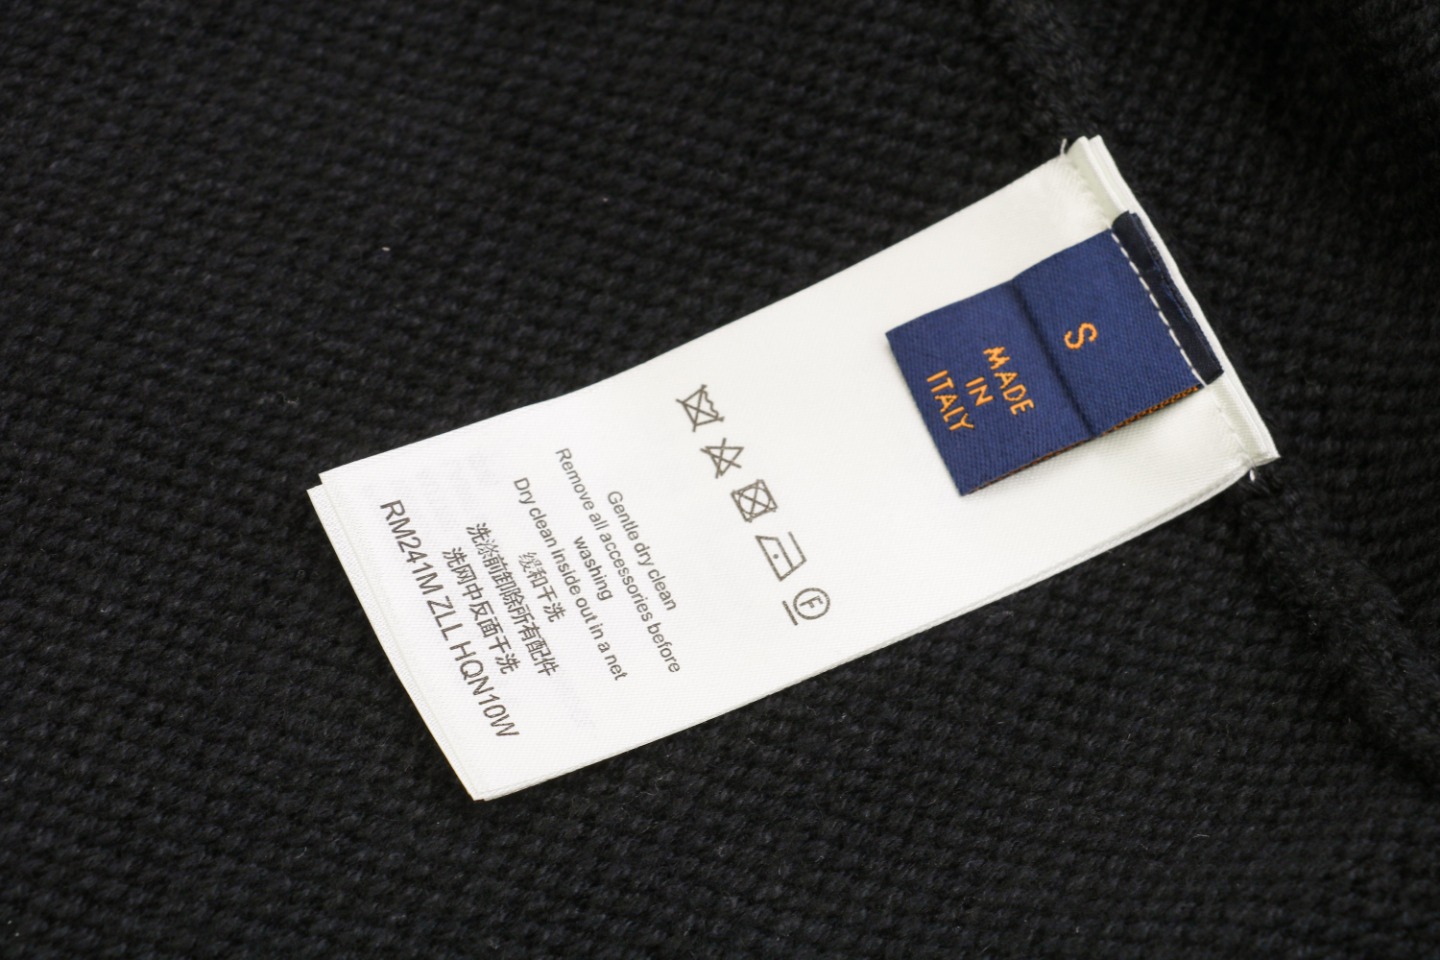 S
MADE
IN
ITALY
F
Gentle dry clean
Remove all accessories before
washing
Dry clean inside out in a net
缓和干洗
洗涤前卸除所有配件
洗网中反面干洗
RM241M ZLL HQN10W